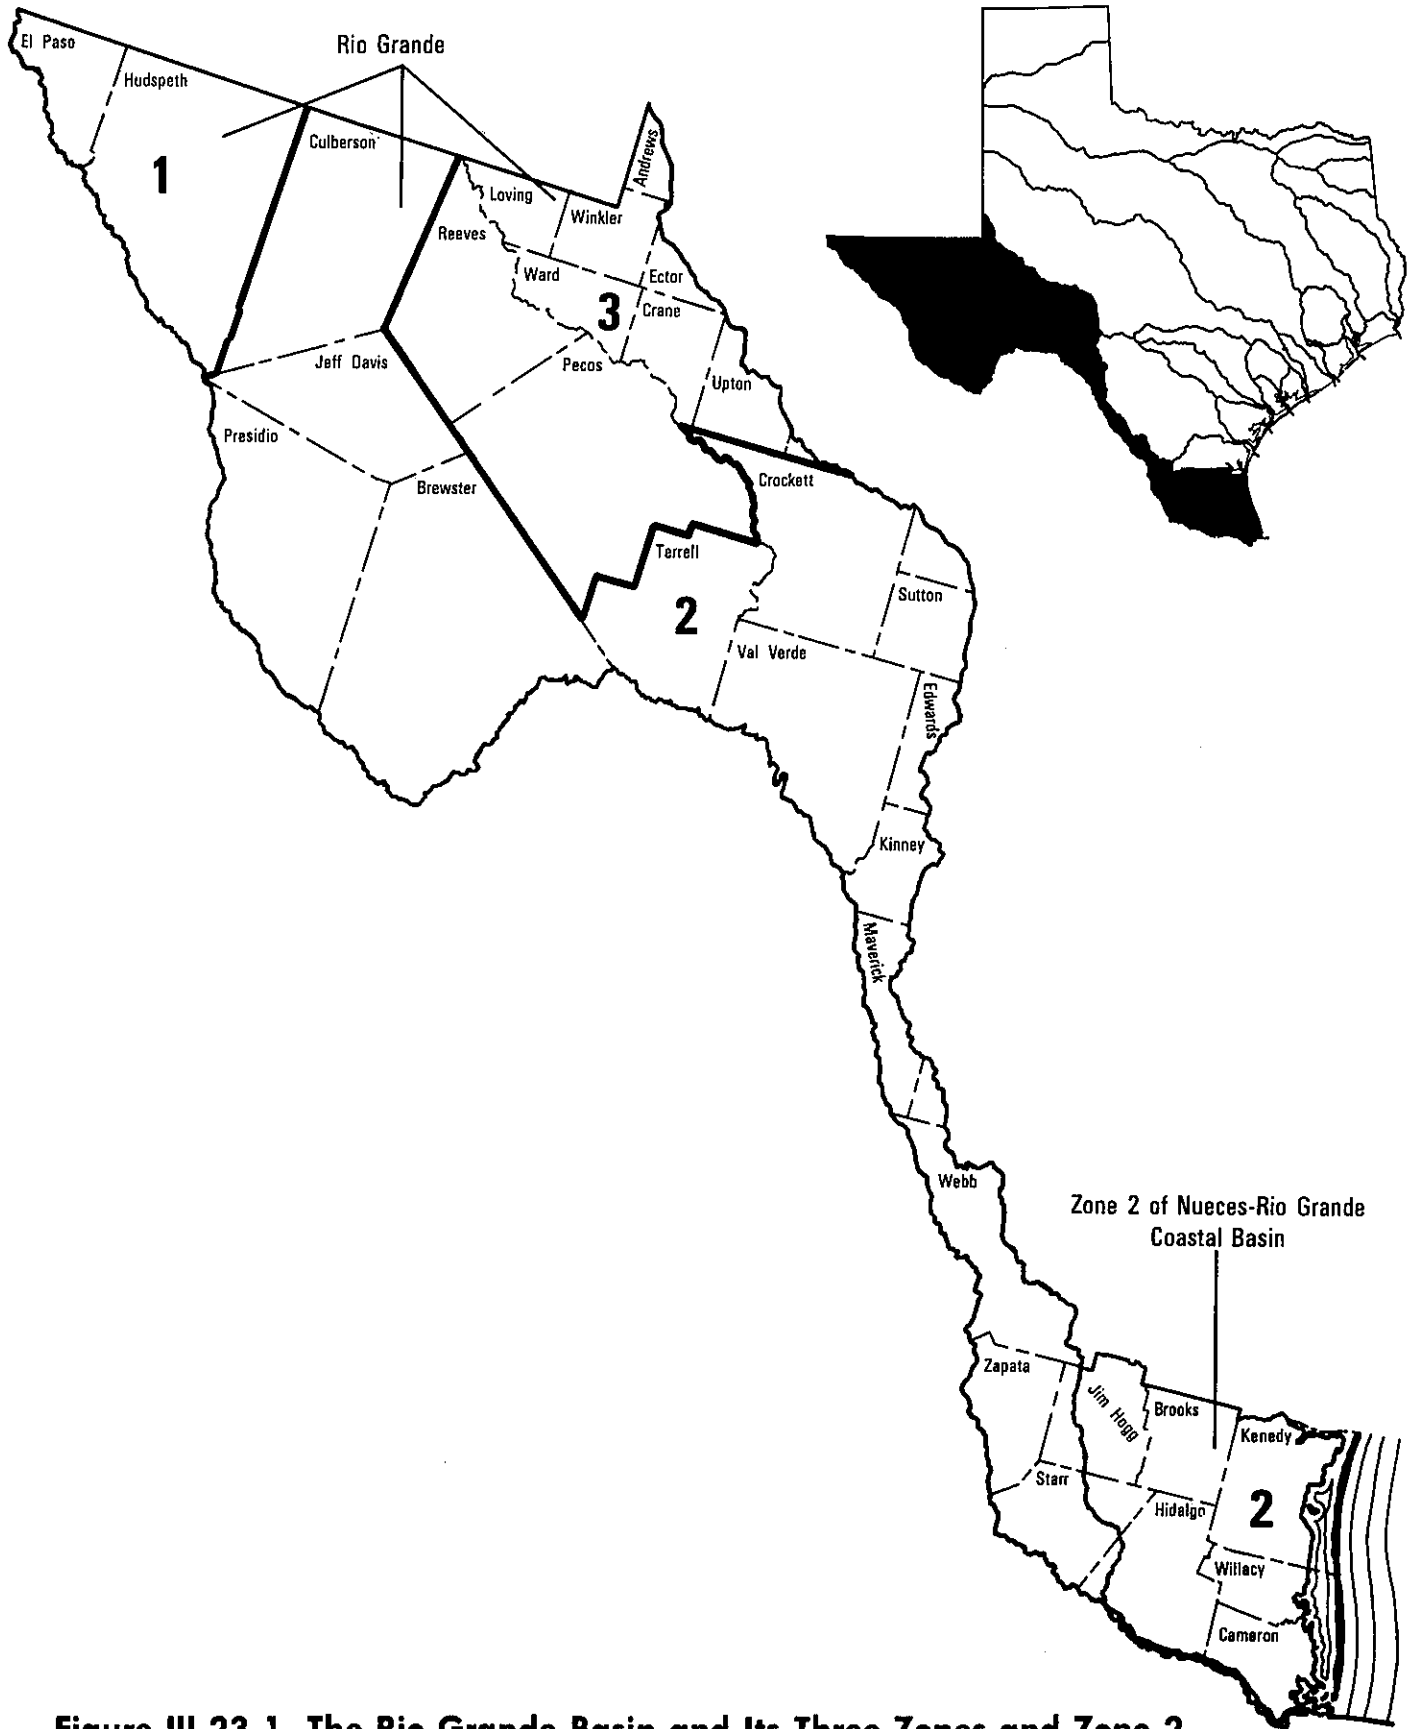 El Paso
Rio Grande
Hudspeth
1
Culberson
Andrews
Loving
Winkler
Reeves
Ward
Ector
3
Crane
Jeff Davis
Pecos
Upton
Presidio
Brewster
Crockett
Terrell
2
Sutton
Val Verde
Edwards
Kinney
Maverick
Webb
Zone 2 of Nueces-Rio Grande
Coastal Basin
Zapata
Jim Hogg
Brooks
Kenedy
Starr
Hidalgo
2
Willacy
Cameron
Figure III-23-1. The Rio Grande Basin and Its Three Zones and Zone 2